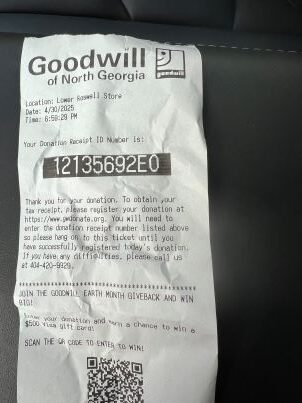 Goodwill
goodwill
of North Georgia
Location: Lower Roswell Store
Date: 4/30/2025
Time: 6:59:28 PM
Your Donation Receipt ID Number is:
12135692E0
Thank you for your donation. To obtain your
tax receipt, please register your donation at
https://www.gwdonate.org. You will need to
enter the donation receipt number listed above
so please hang on to this ticket until you
have successfully registered today's donation.
If you have any difficulties, please call us
at 404-420-9929.
JOIN THE GOODWILL EARTH MONTH GIVEBACK AND WIN
BIG!
your donation and earn a chance to win a
$500 Visa gift card!
SCAN THE QR CODE TO ENTER TO WIN!